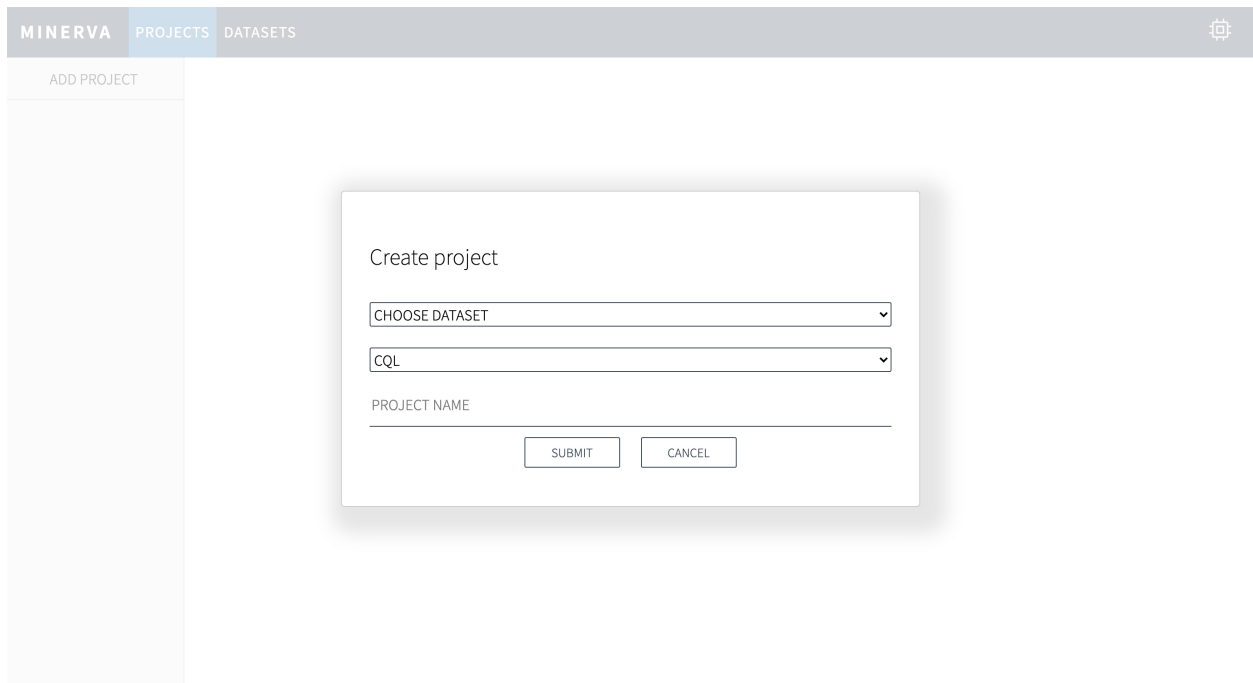 MINERVA PROJECTS DATASETS
ADD PROJECT
Create project
CHOOSE DATASET
CQL
PROJECT NAME
SUBMIT CANCEL